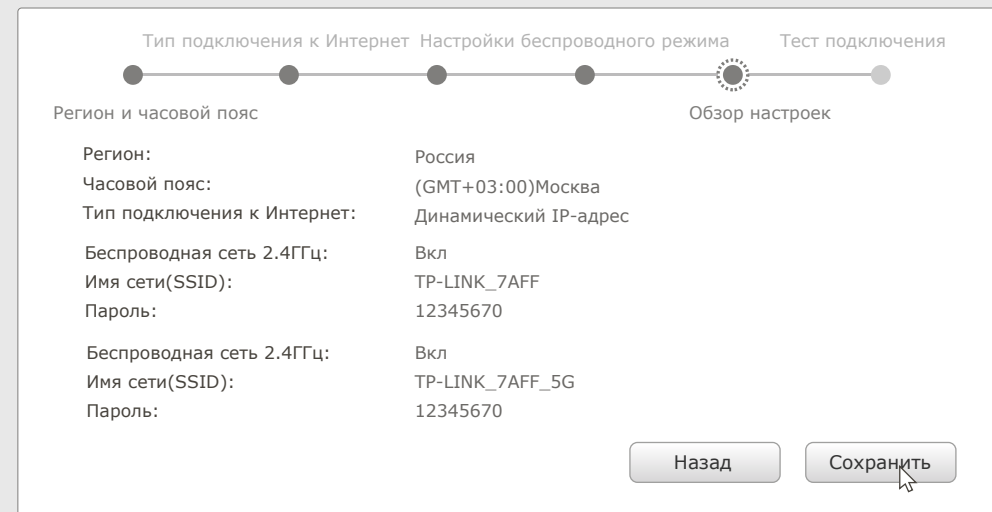 Тип подключения к Интернет Настройки беспроводного режима Тест подключения
Регион и часовой пояс Обзор настроек
Регион: Россия
Часовой пояс: (GMT+03:00)Москва
Тип подключения к Интернет: Динамический IP-адрес
Беспроводная сеть 2.4ГГц: Вкл
Имя сети(SSID): TP-LINK_7AFF
Пароль: 12345670
Беспроводная сеть 2.4ГГц: Вкл
Имя сети(SSID): TP-LINK_7AFF_5G
Пароль: 12345670
Назад Сохранить